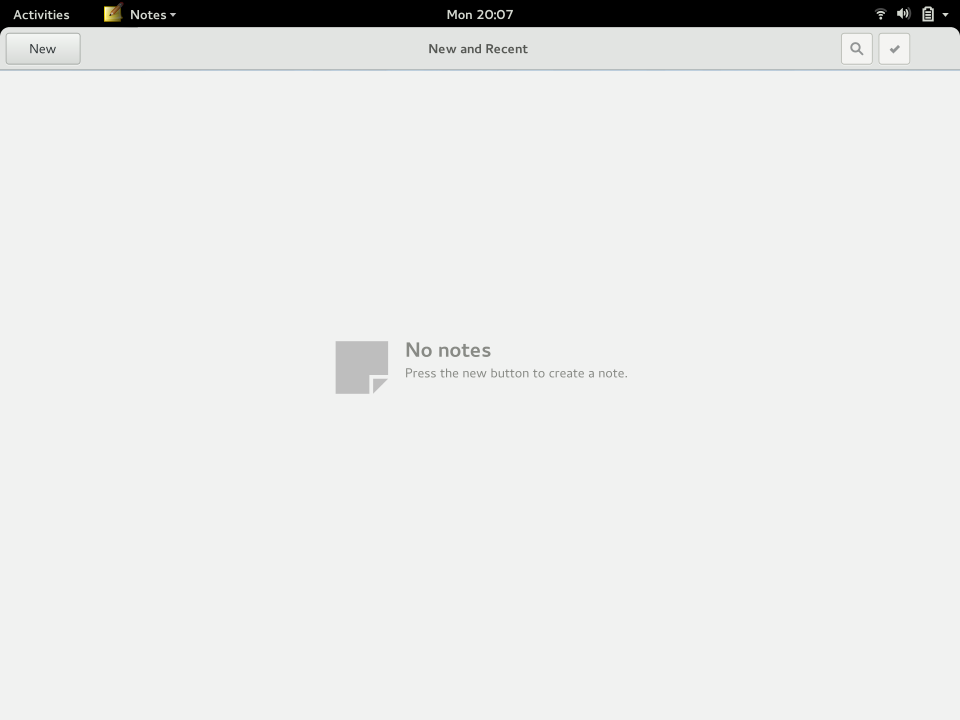 Activities Notes Mon 20:07
New New and Recent
No notes
Press the new button to create a note.